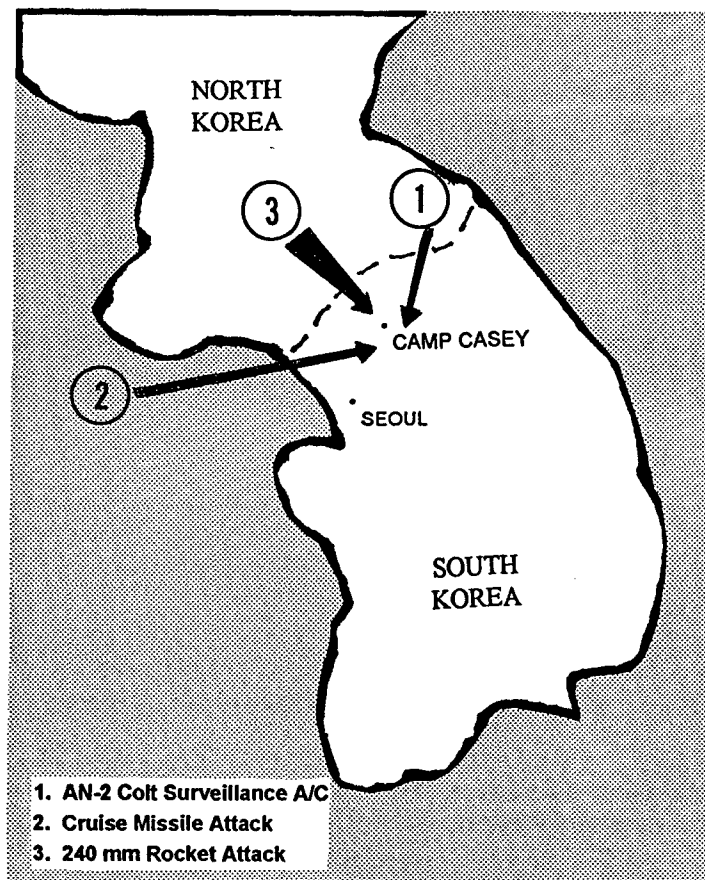 NORTH
KOREA
3
1
CAMP CASEY
2
SEOUL
SOUTH
KOREA
1. AN-2 Colt Surveillance A/C
2. Cruise Missile Attack
3. 240 mm Rocket Attack